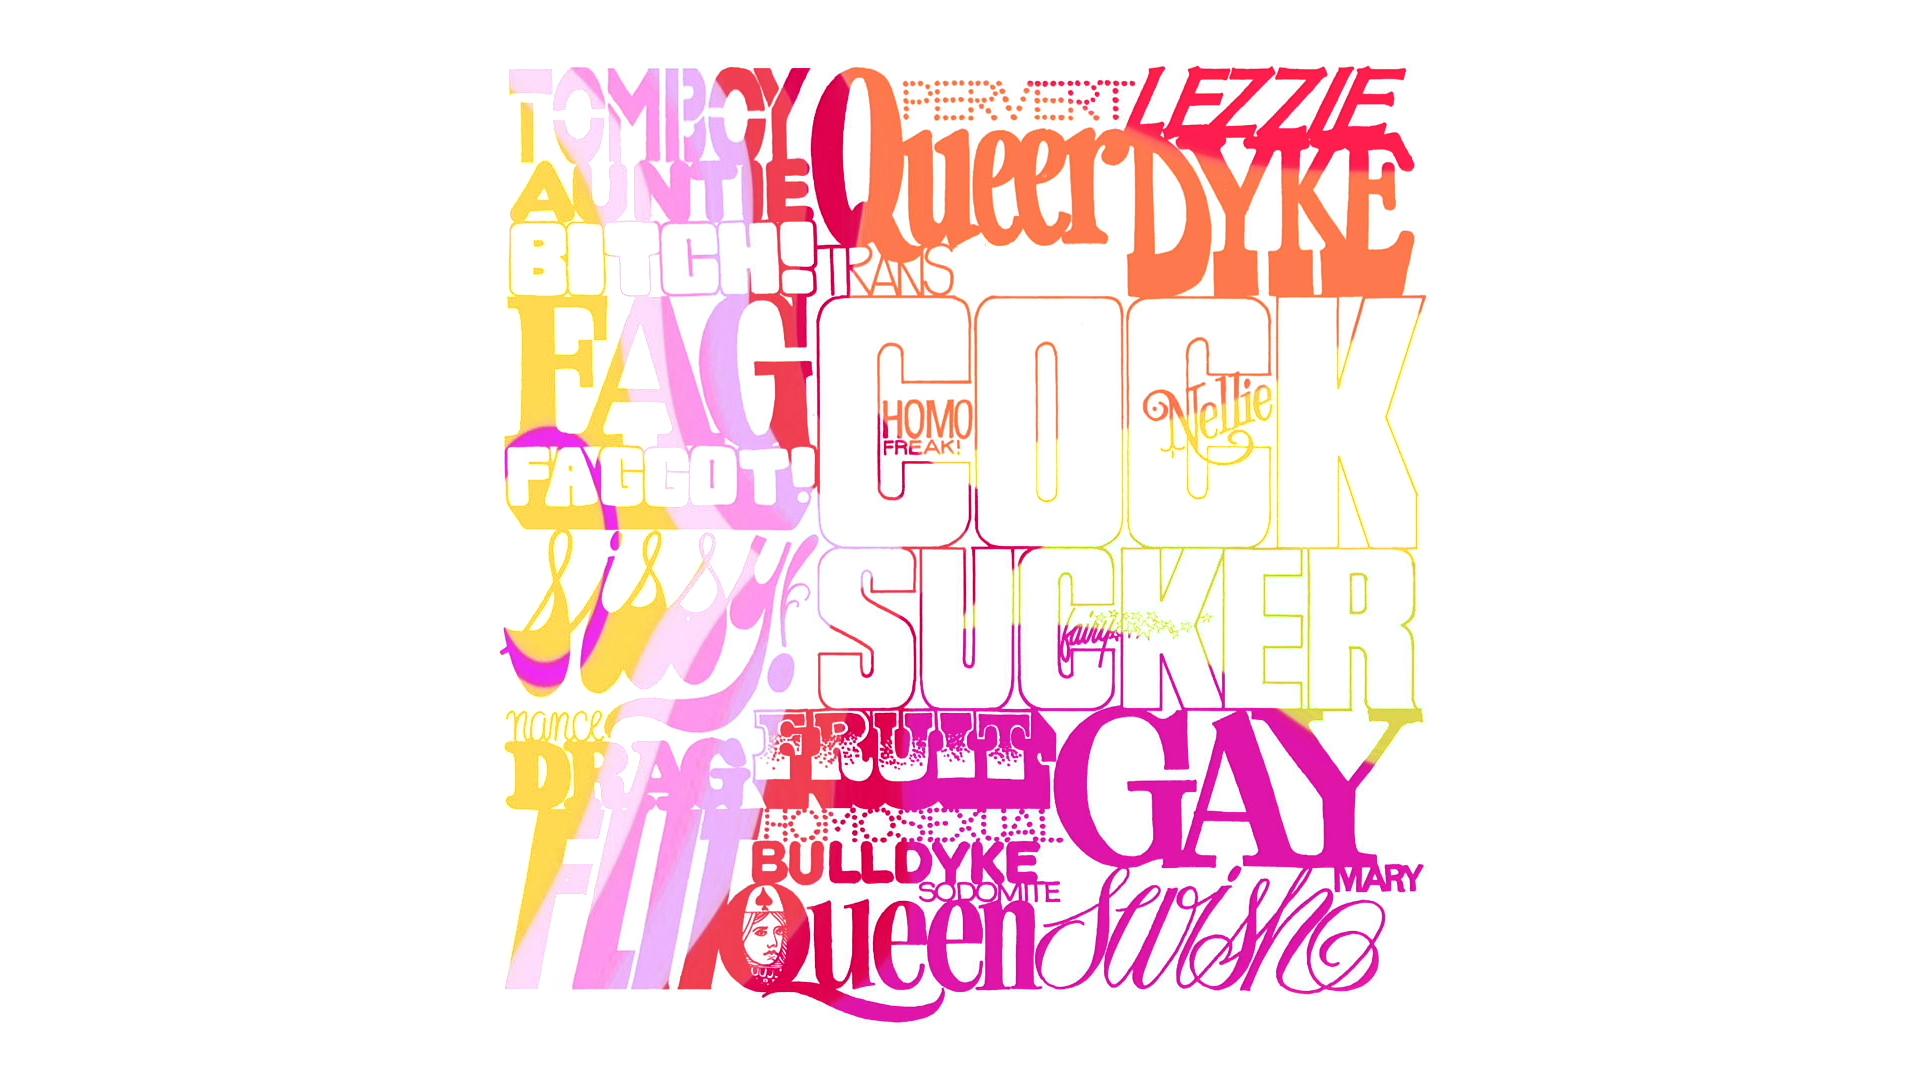 TOMBOY
AUNTIE
BITCH!
FAG
FAGGOT!
Sissy!
nance
DRAG
FLIT
PERVERT
LEZZIE
Queer
DYKE
TRANS
COCK
HOMO
FREAK!
Nellie
SUCKER
fairy
FRUIT
GAY
HOMOSEXUAL
BULLDYKE
MARY
SODOMITE
Queen
Swish